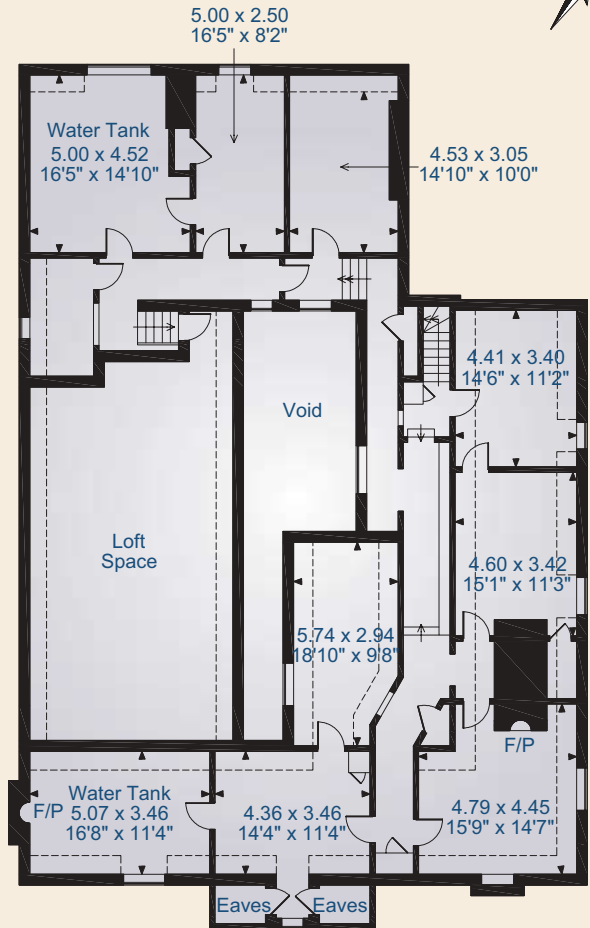 5.00 x 2.50
16'5" x 8'2"
Water Tank
5.00 x 4.52
16'5" x 14'10"
4.53 x 3.05
14'10" x 10'0"
4.41 x 3.40
14'6" x 11'2"
Void
Loft
Space
4.60 x 3.42
15'1" x 11'3"
5.74 x 2.94
18'10" x 9'8"
F/P
Water Tank
F/P
5.07 x 3.46
16'8" x 11'4"
4.36 x 3.46
14'4" x 11'4"
4.79 x 4.45
15'9" x 14'7"
Eaves
Eaves